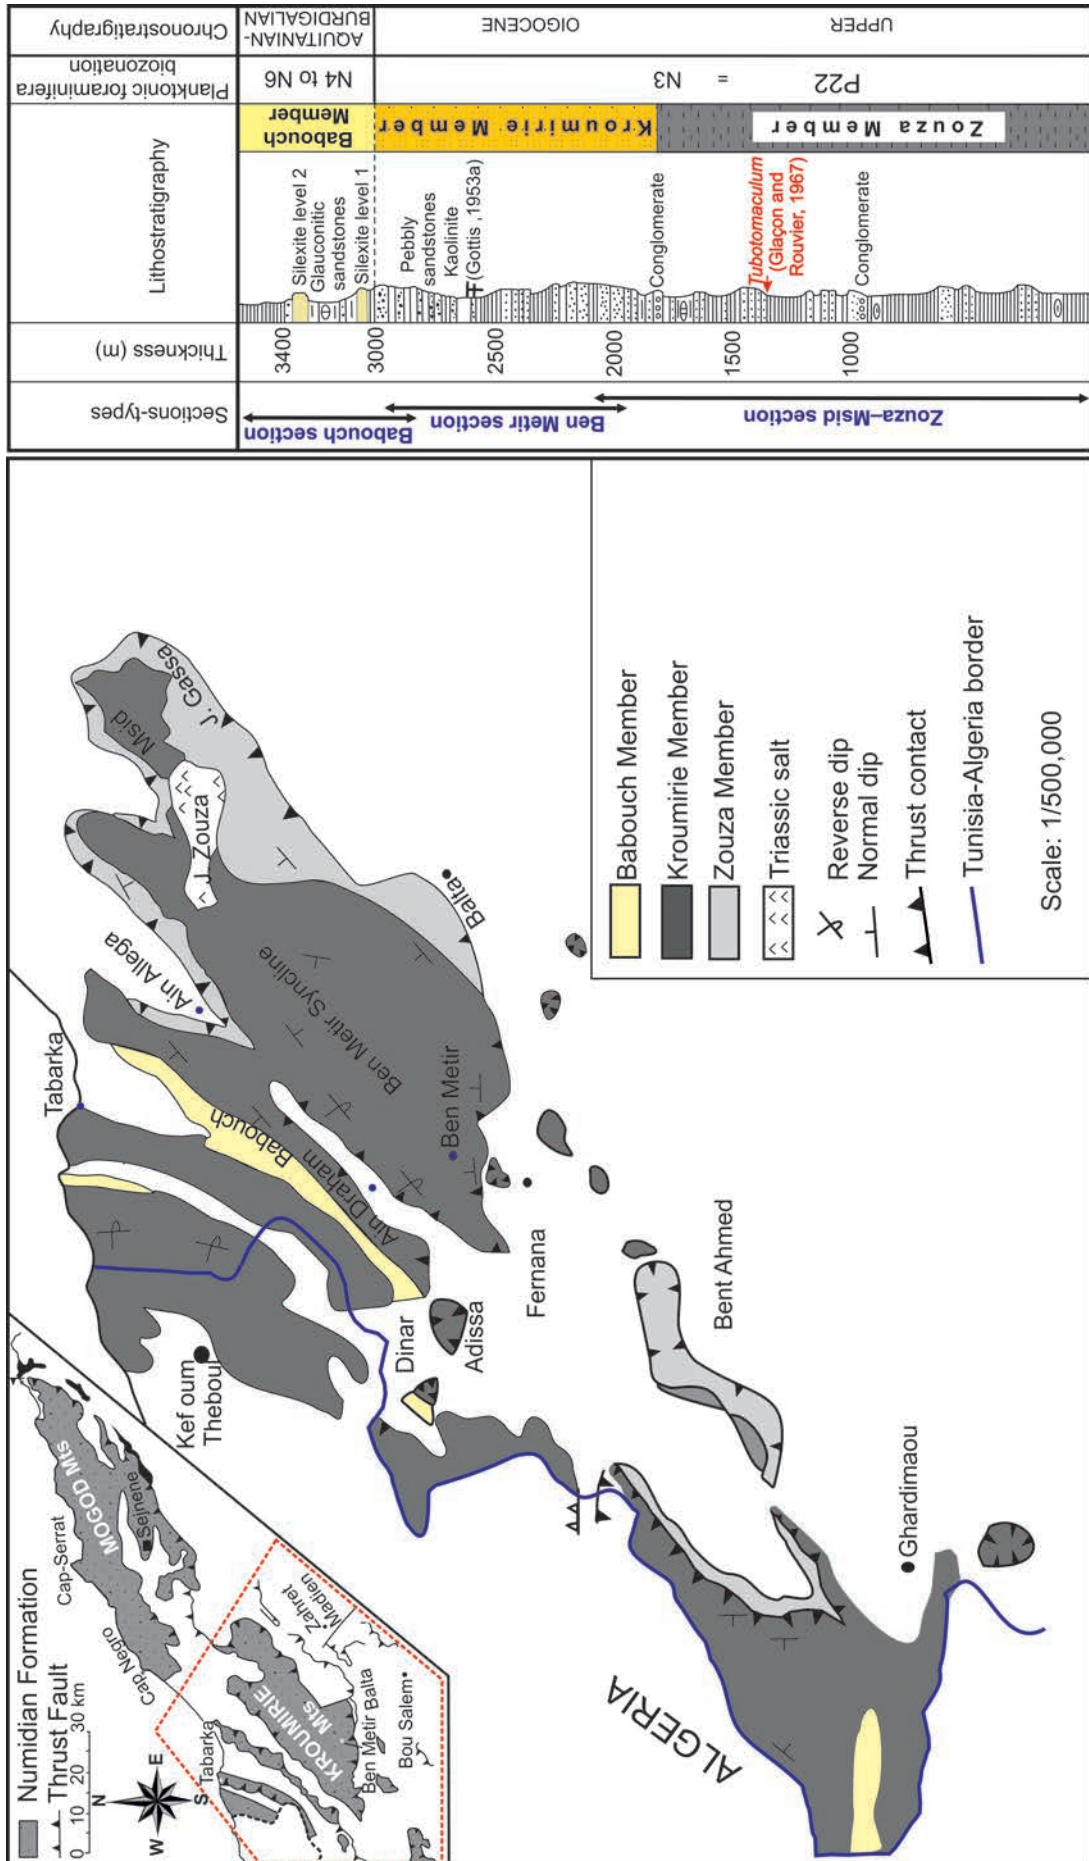 Numidian Formation
Thrust Fault
0 10 20 30 km
N
W
E
S
Cap-Serrat
MOGOD Mts
Sejnene
Cap Negro
Tabarka
KROUMIRIE
Mts
Zahret
Madien
Ben Metir
Balta
Bou Salem
Tabarka
Kef oum
Theboul
Babouch
Ain Draham
Ain Allega
Ben Metir Syncline
Ben Metir
J. Zouza
Msid
J. Gassa
Balta
Dinar
Adissa
Fernana
Bent Ahmed
Ghardimaou
ALGERIA
Babouch Member
Kroumirie Member
Zouza Member
Triassic salt
Reverse dip
Normal dip
Thrust contact
Tunisia-Algeria border
Scale: 1/500,000
Sections-types
Thickness (m)
Lithostratigraphy
Planktonic foraminifera
biozonation
Chronostratigraphy
Babouch section
Ben Metir section
Zouza–Msid section
3400
3000
2500
2000
1500
1000
Silexite level 2
Glauconitic
sandstones
Silexite level 1
Pebbly
sandstones
Kaolinite
(Gottis ,1953a)
Conglomerate
Tubotomaculum
(Glaçon and
Rouvier, 1967)
Conglomerate
Babouch
Member
Kroumirie Member
Zouza Member
N4 to N6
P22 = N3
AQUITANIAN-
BURDIGALIAN
UPPER OIGOCENE